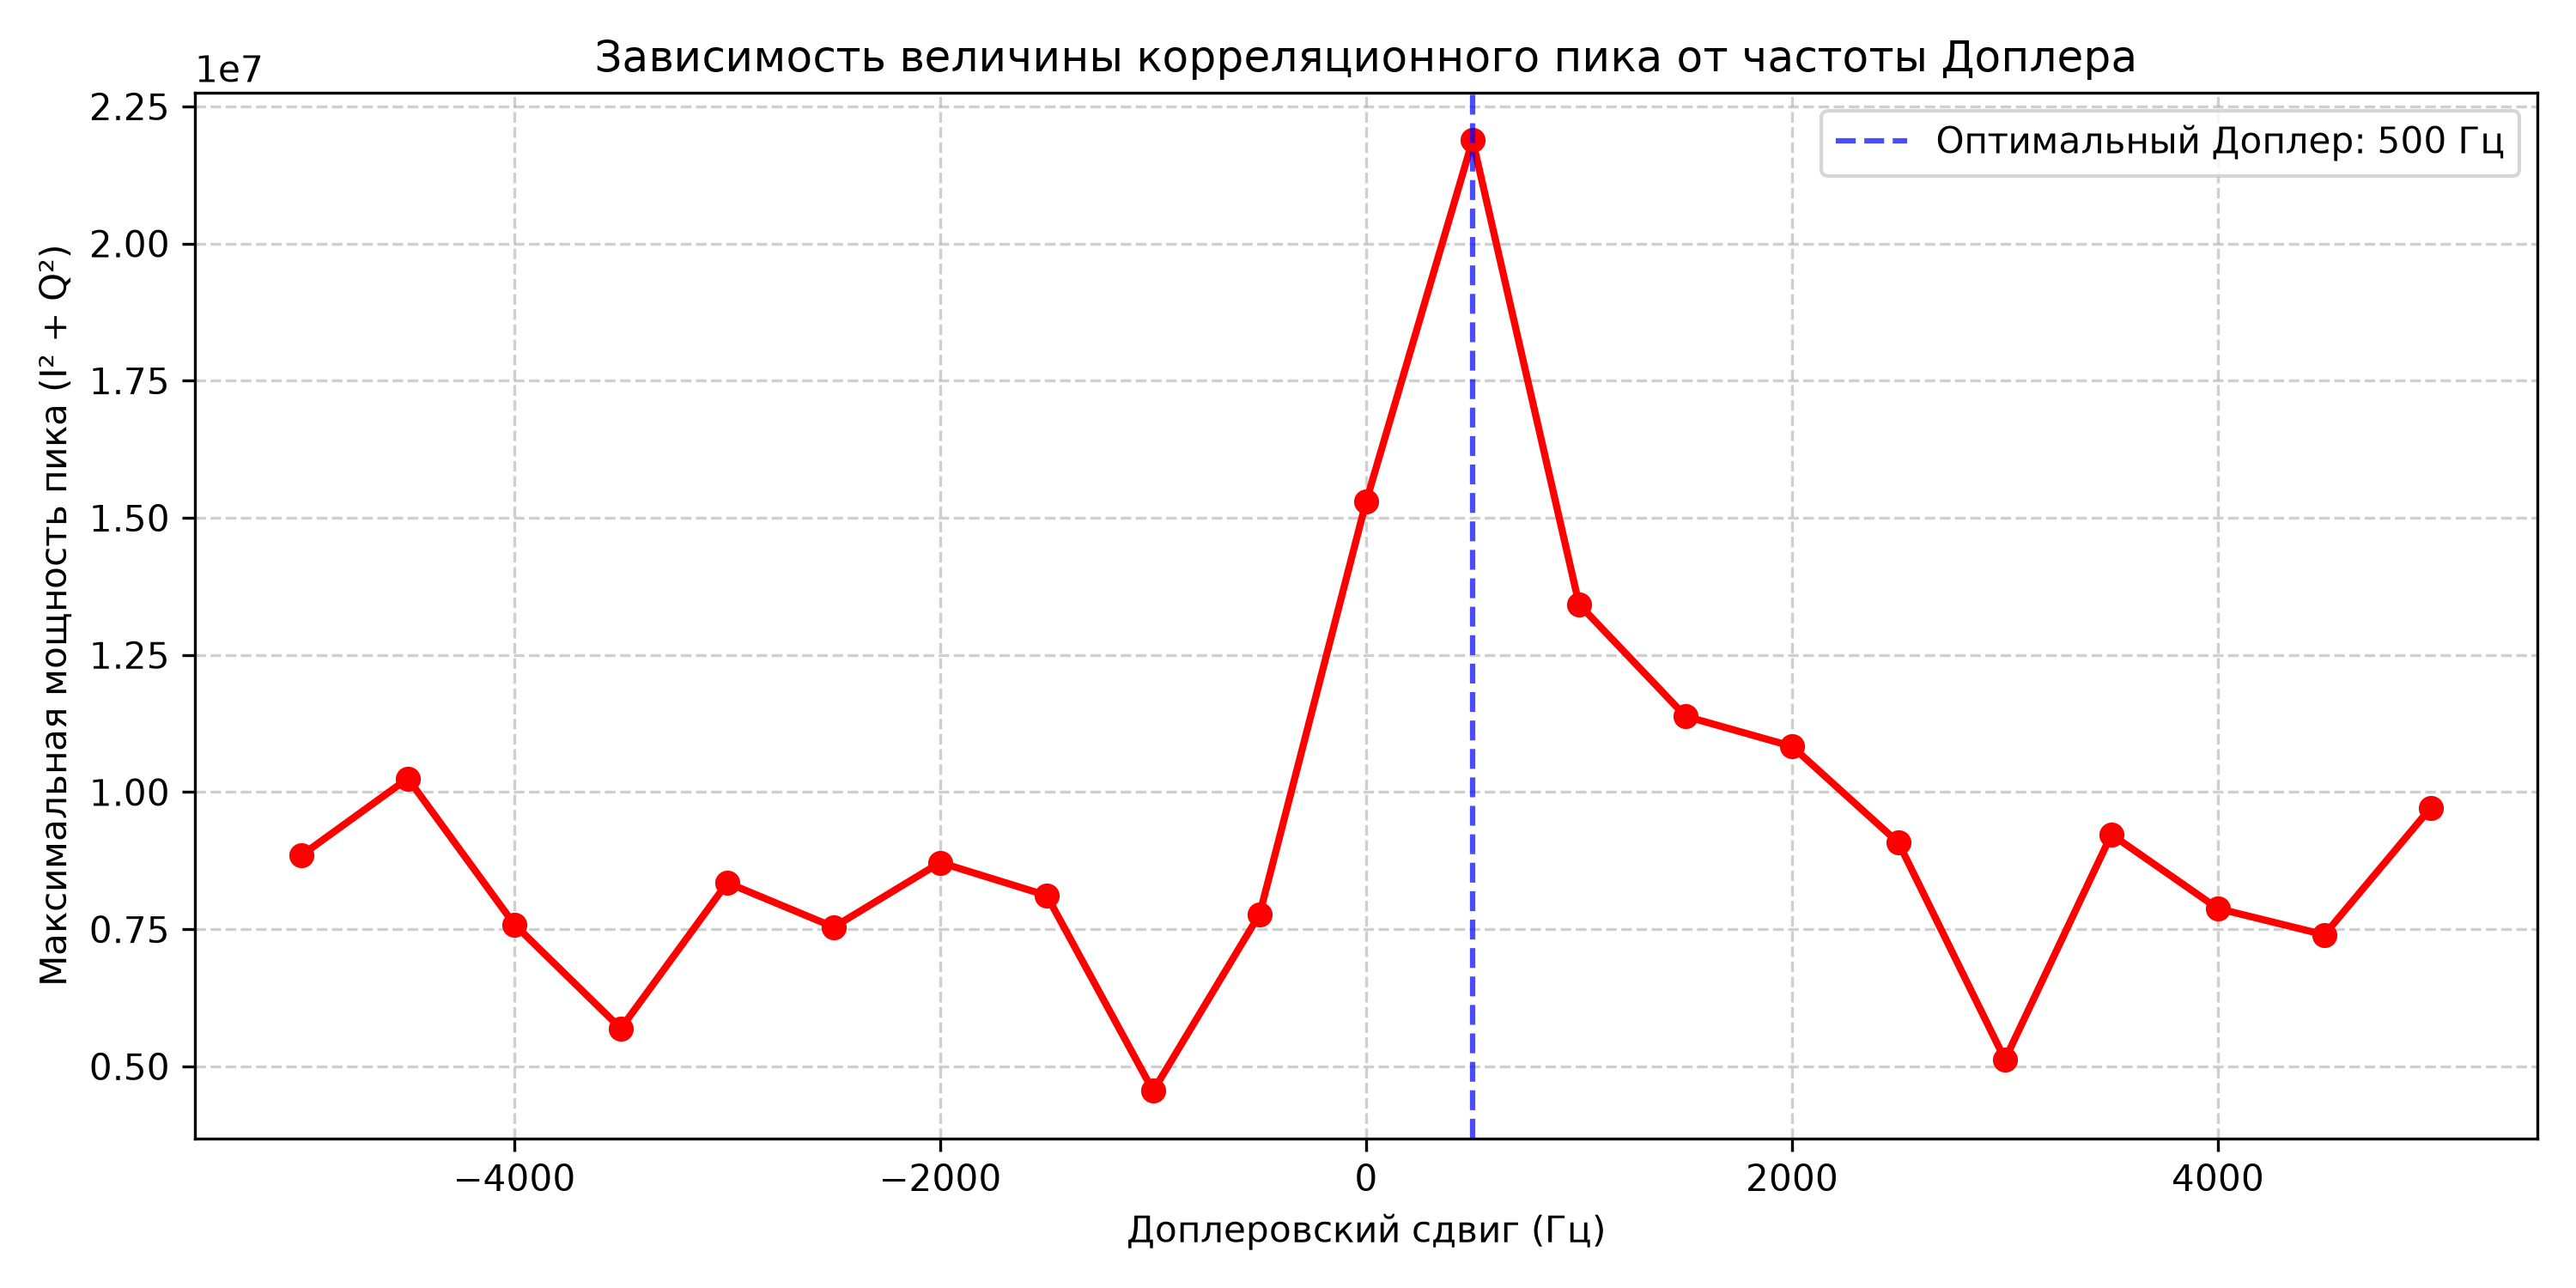 Зависимость величины корреляционного пика от частоты Доплера
1e7
Оптимальный Доплер: 500 Гц
Максимальная мощность пика (I² + Q²)
2.25
2.00
1.75
1.50
1.25
1.00
0.75
0.50
−4000
−2000
0
2000
4000
Доплеровский сдвиг (Гц)